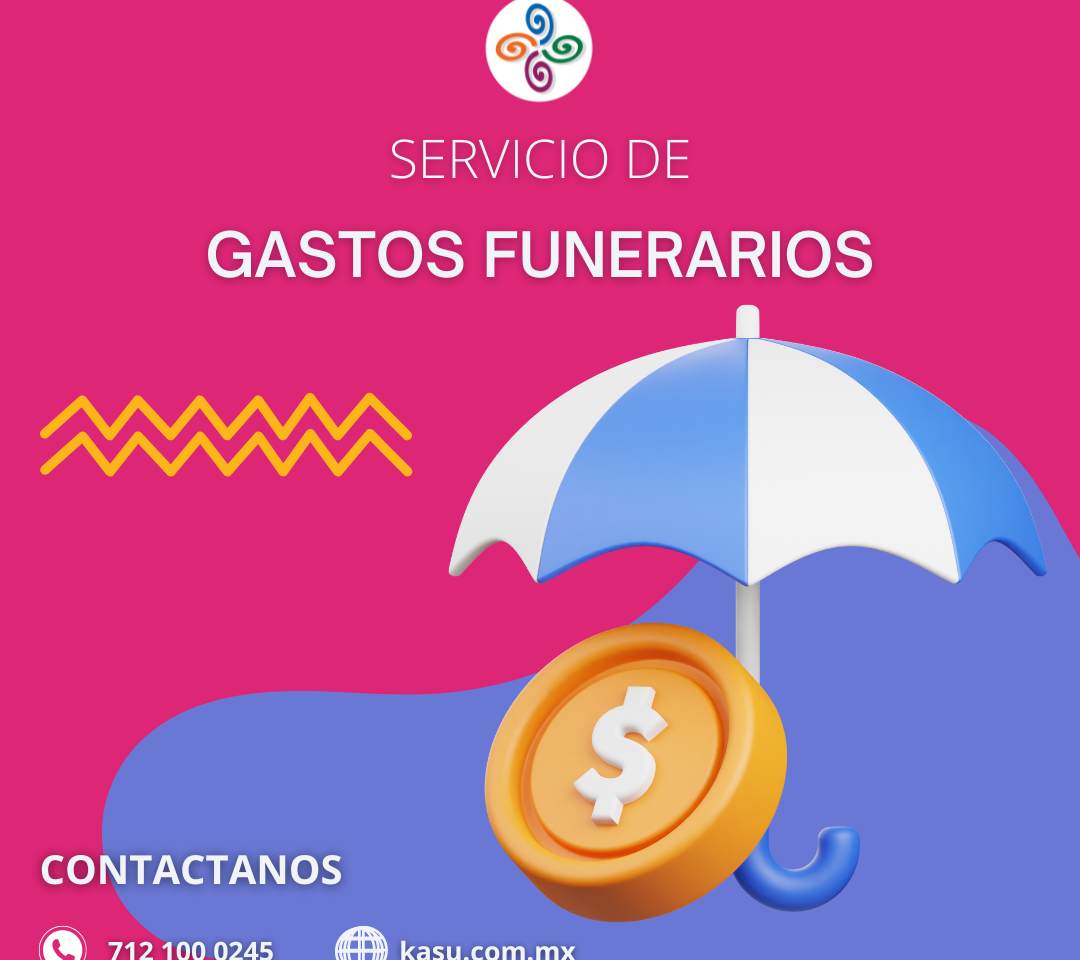 SERVICIO DE
GASTOS FUNERARIOS
$
CONTACTANOS
712 100 0245 kasu.com.mx